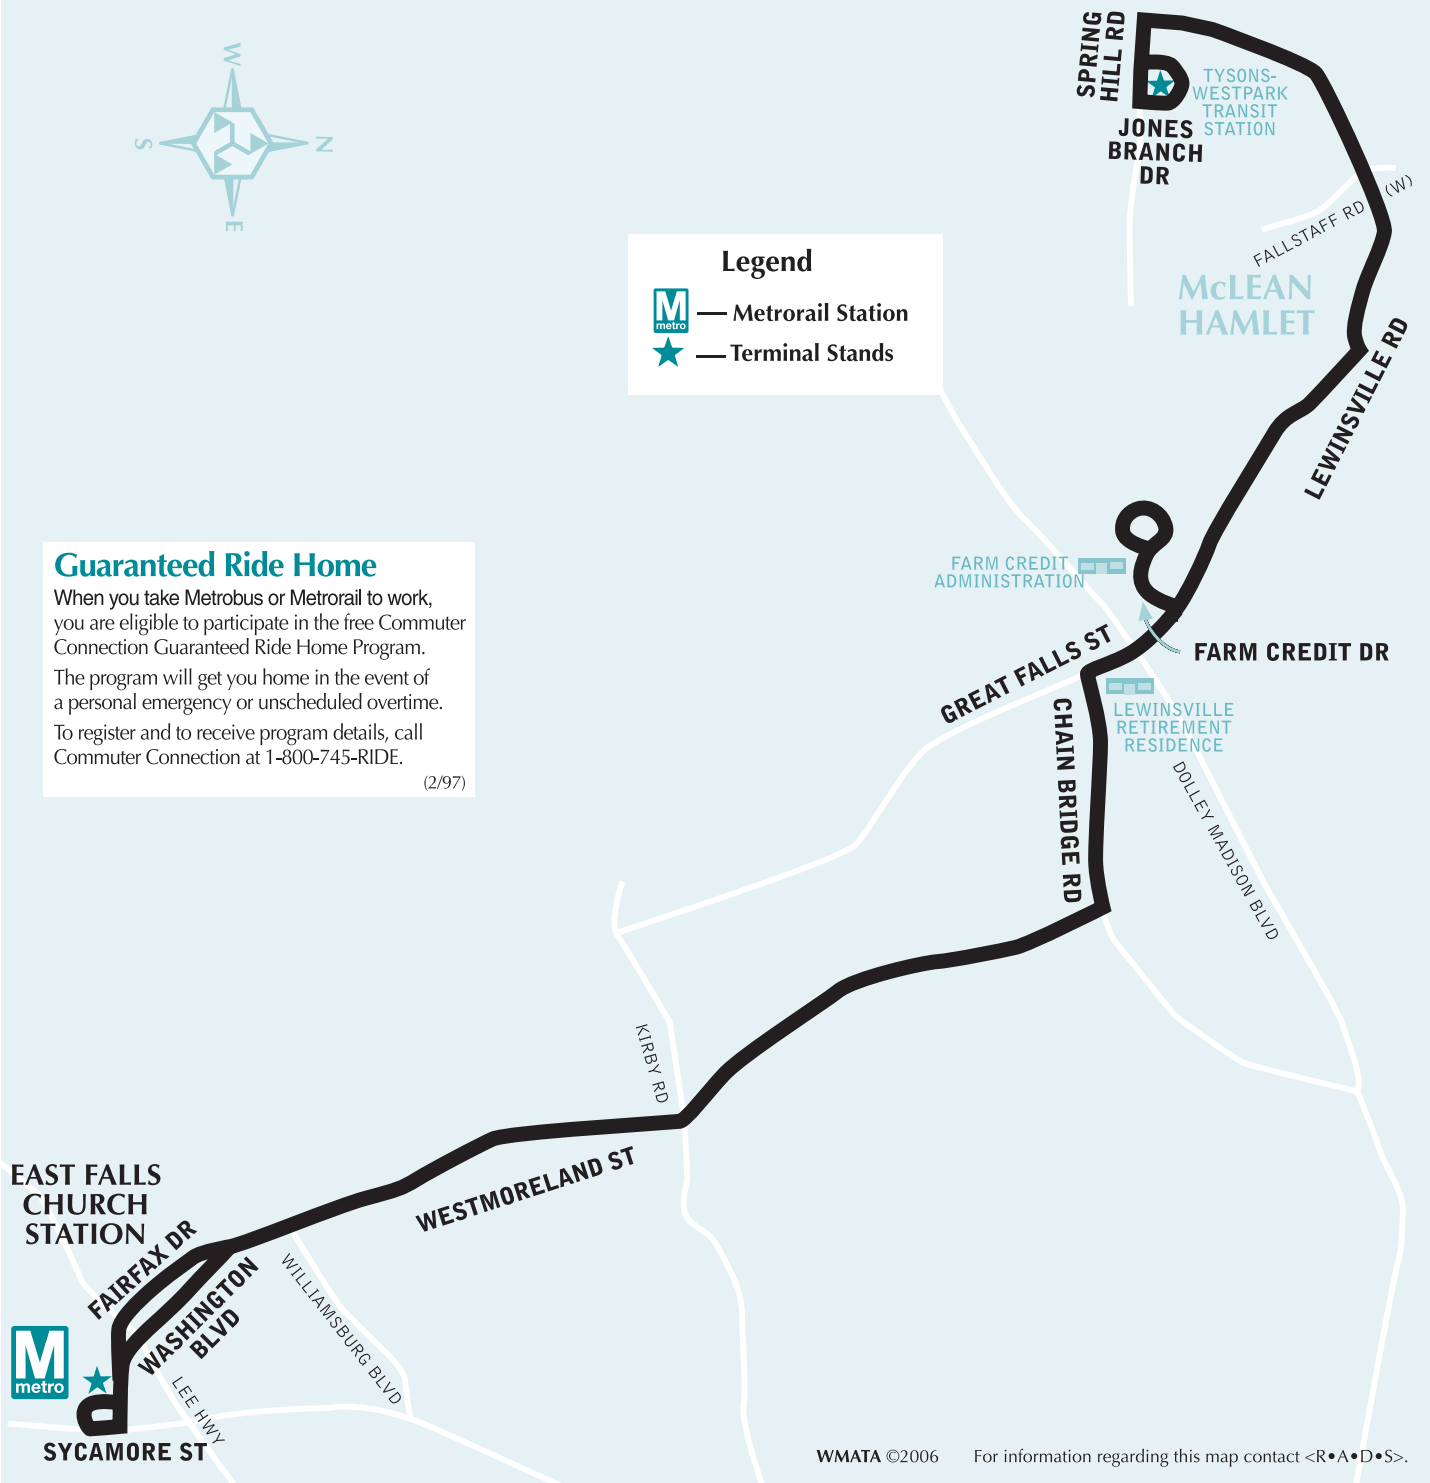 SPRING
HILL RD
TYSONS-
WESTPARK
TRANSIT
STATION
JONES
BRANCH
DR
W
S
N
E
FALLSTAFF RD (W)
McLEAN
HAMLET
Legend
M
metro
Metrorail Station
Terminal Stands
LEWINSVILLE RD
Guaranteed Ride Home
When you take Metrobus or Metrorail to work,
you are eligible to participate in the free Commuter
Connection Guaranteed Ride Home Program.
The program will get you home in the event of
a personal emergency or unscheduled overtime.
To register and to receive program details, call
Commuter Connection at 1-800-745-RIDE.
(2/97)
FARM CREDIT
ADMINISTRATION
FARM CREDIT DR
GREAT FALLS ST
LEWINSVILLE
RETIREMENT
RESIDENCE
CHAIN BRIDGE RD
DOLLEY MADISON BLVD
KIRBY RD
WESTMORELAND ST
EAST FALLS
CHURCH
STATION
FAIRFAX DR
WASHINGTON
BLVD
WILLIAMSBURG BLVD
M
metro
LEE HWY
SYCAMORE ST
WMATA ©2006 For information regarding this map contact <R•A•D•S>.